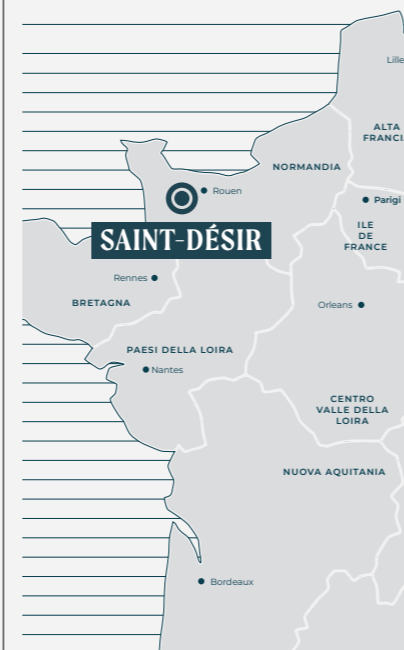 Lille
ALTA
FRANCI
NORMANDIA
Rouen
Parigi
ILE
DE
FRANCE
SAINT-DÉSIR
Rennes
BRETAGNA
Orleans
PAESI DELLA LOIRA
Nantes
CENTRO
VALLE DELLA
LOIRA
NUOVA AQUITANIA
Bordeaux